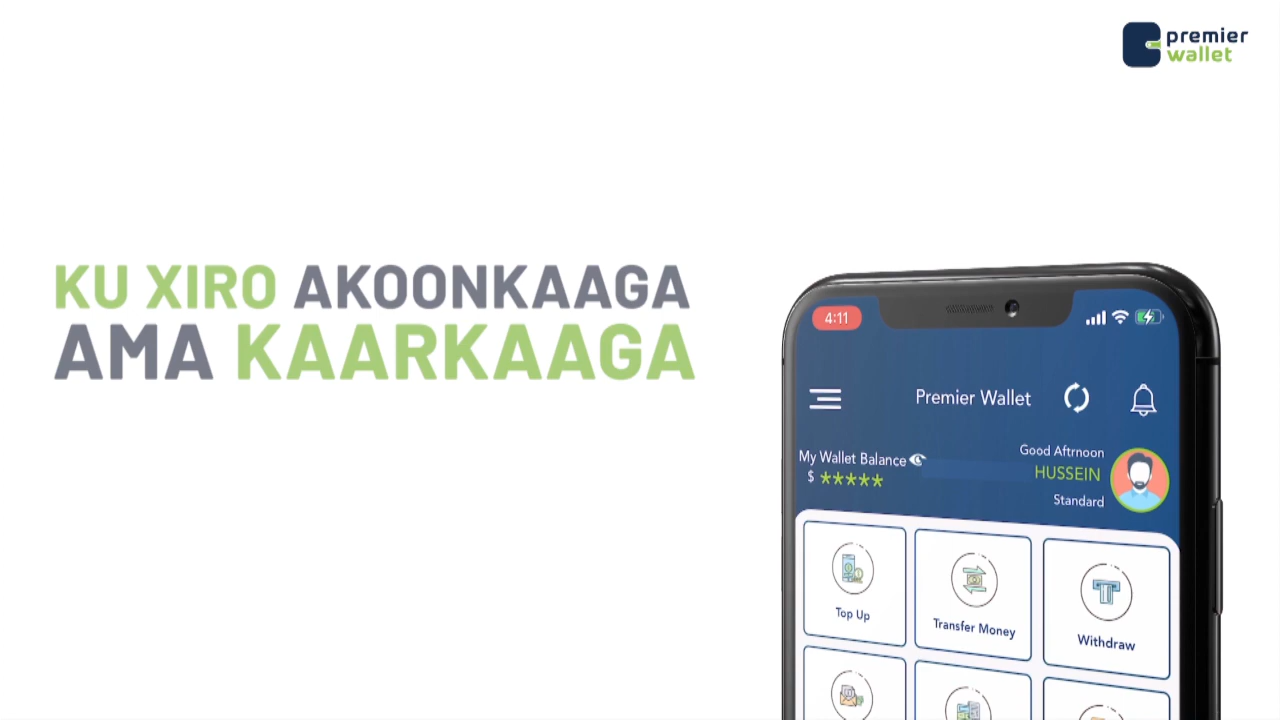 premier
wallet
KU XIRO AKOONKAAGA
AMA KAARKAAGA
4:11
Premier Wallet
My Wallet Balance
$ *****
Good Aftrnoon
HUSSEIN
Standard
Top Up
Transfer Money
Withdraw